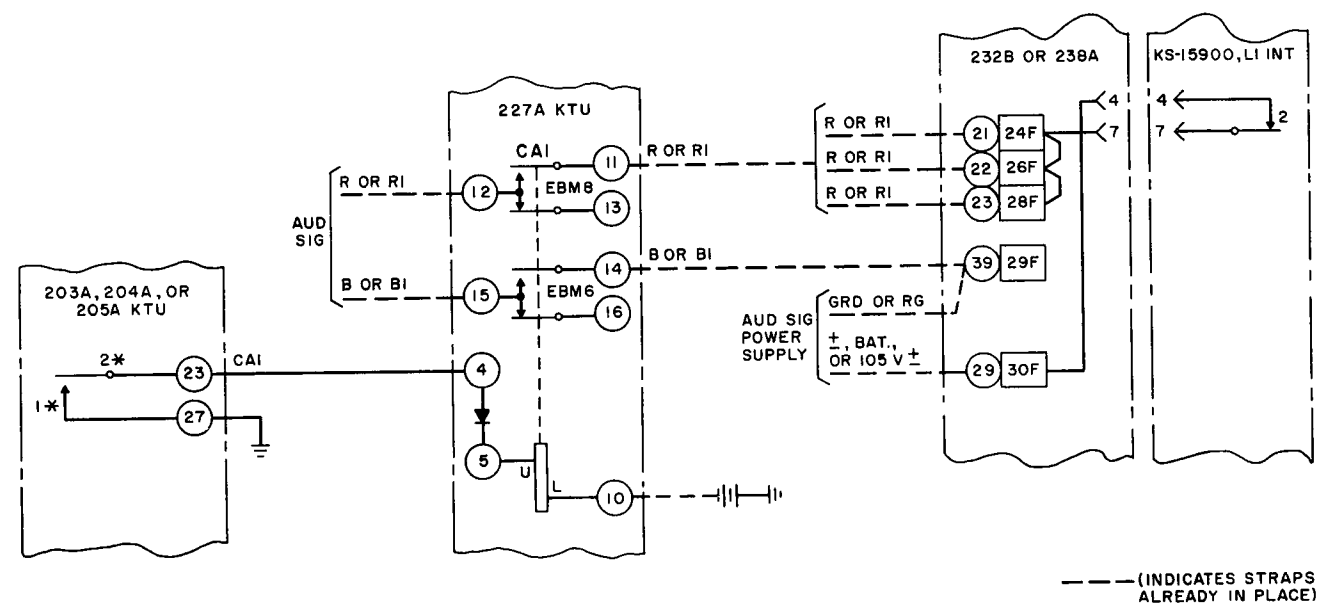 232B OR 238A
KS-15900, L1 INT
4
7
4
7
2
227A KTU
R OR R1
R OR R1
R OR R1
21
24F
22
26F
23
28F
CA1
11
R OR R1
R OR R1
12
EBM8
13
AUD
SIG
14
B OR B1
39
29F
B OR B1
15
EBM6
16
GRD OR RG
AUD SIG
POWER
SUPPLY
±, BAT.,
OR 105 V ±
29
30F
203A, 204A, OR
205A KTU
2*
23
CA1
4
1*
27
5
U
L
10
(INDICATES STRAPS
ALREADY IN PLACE)